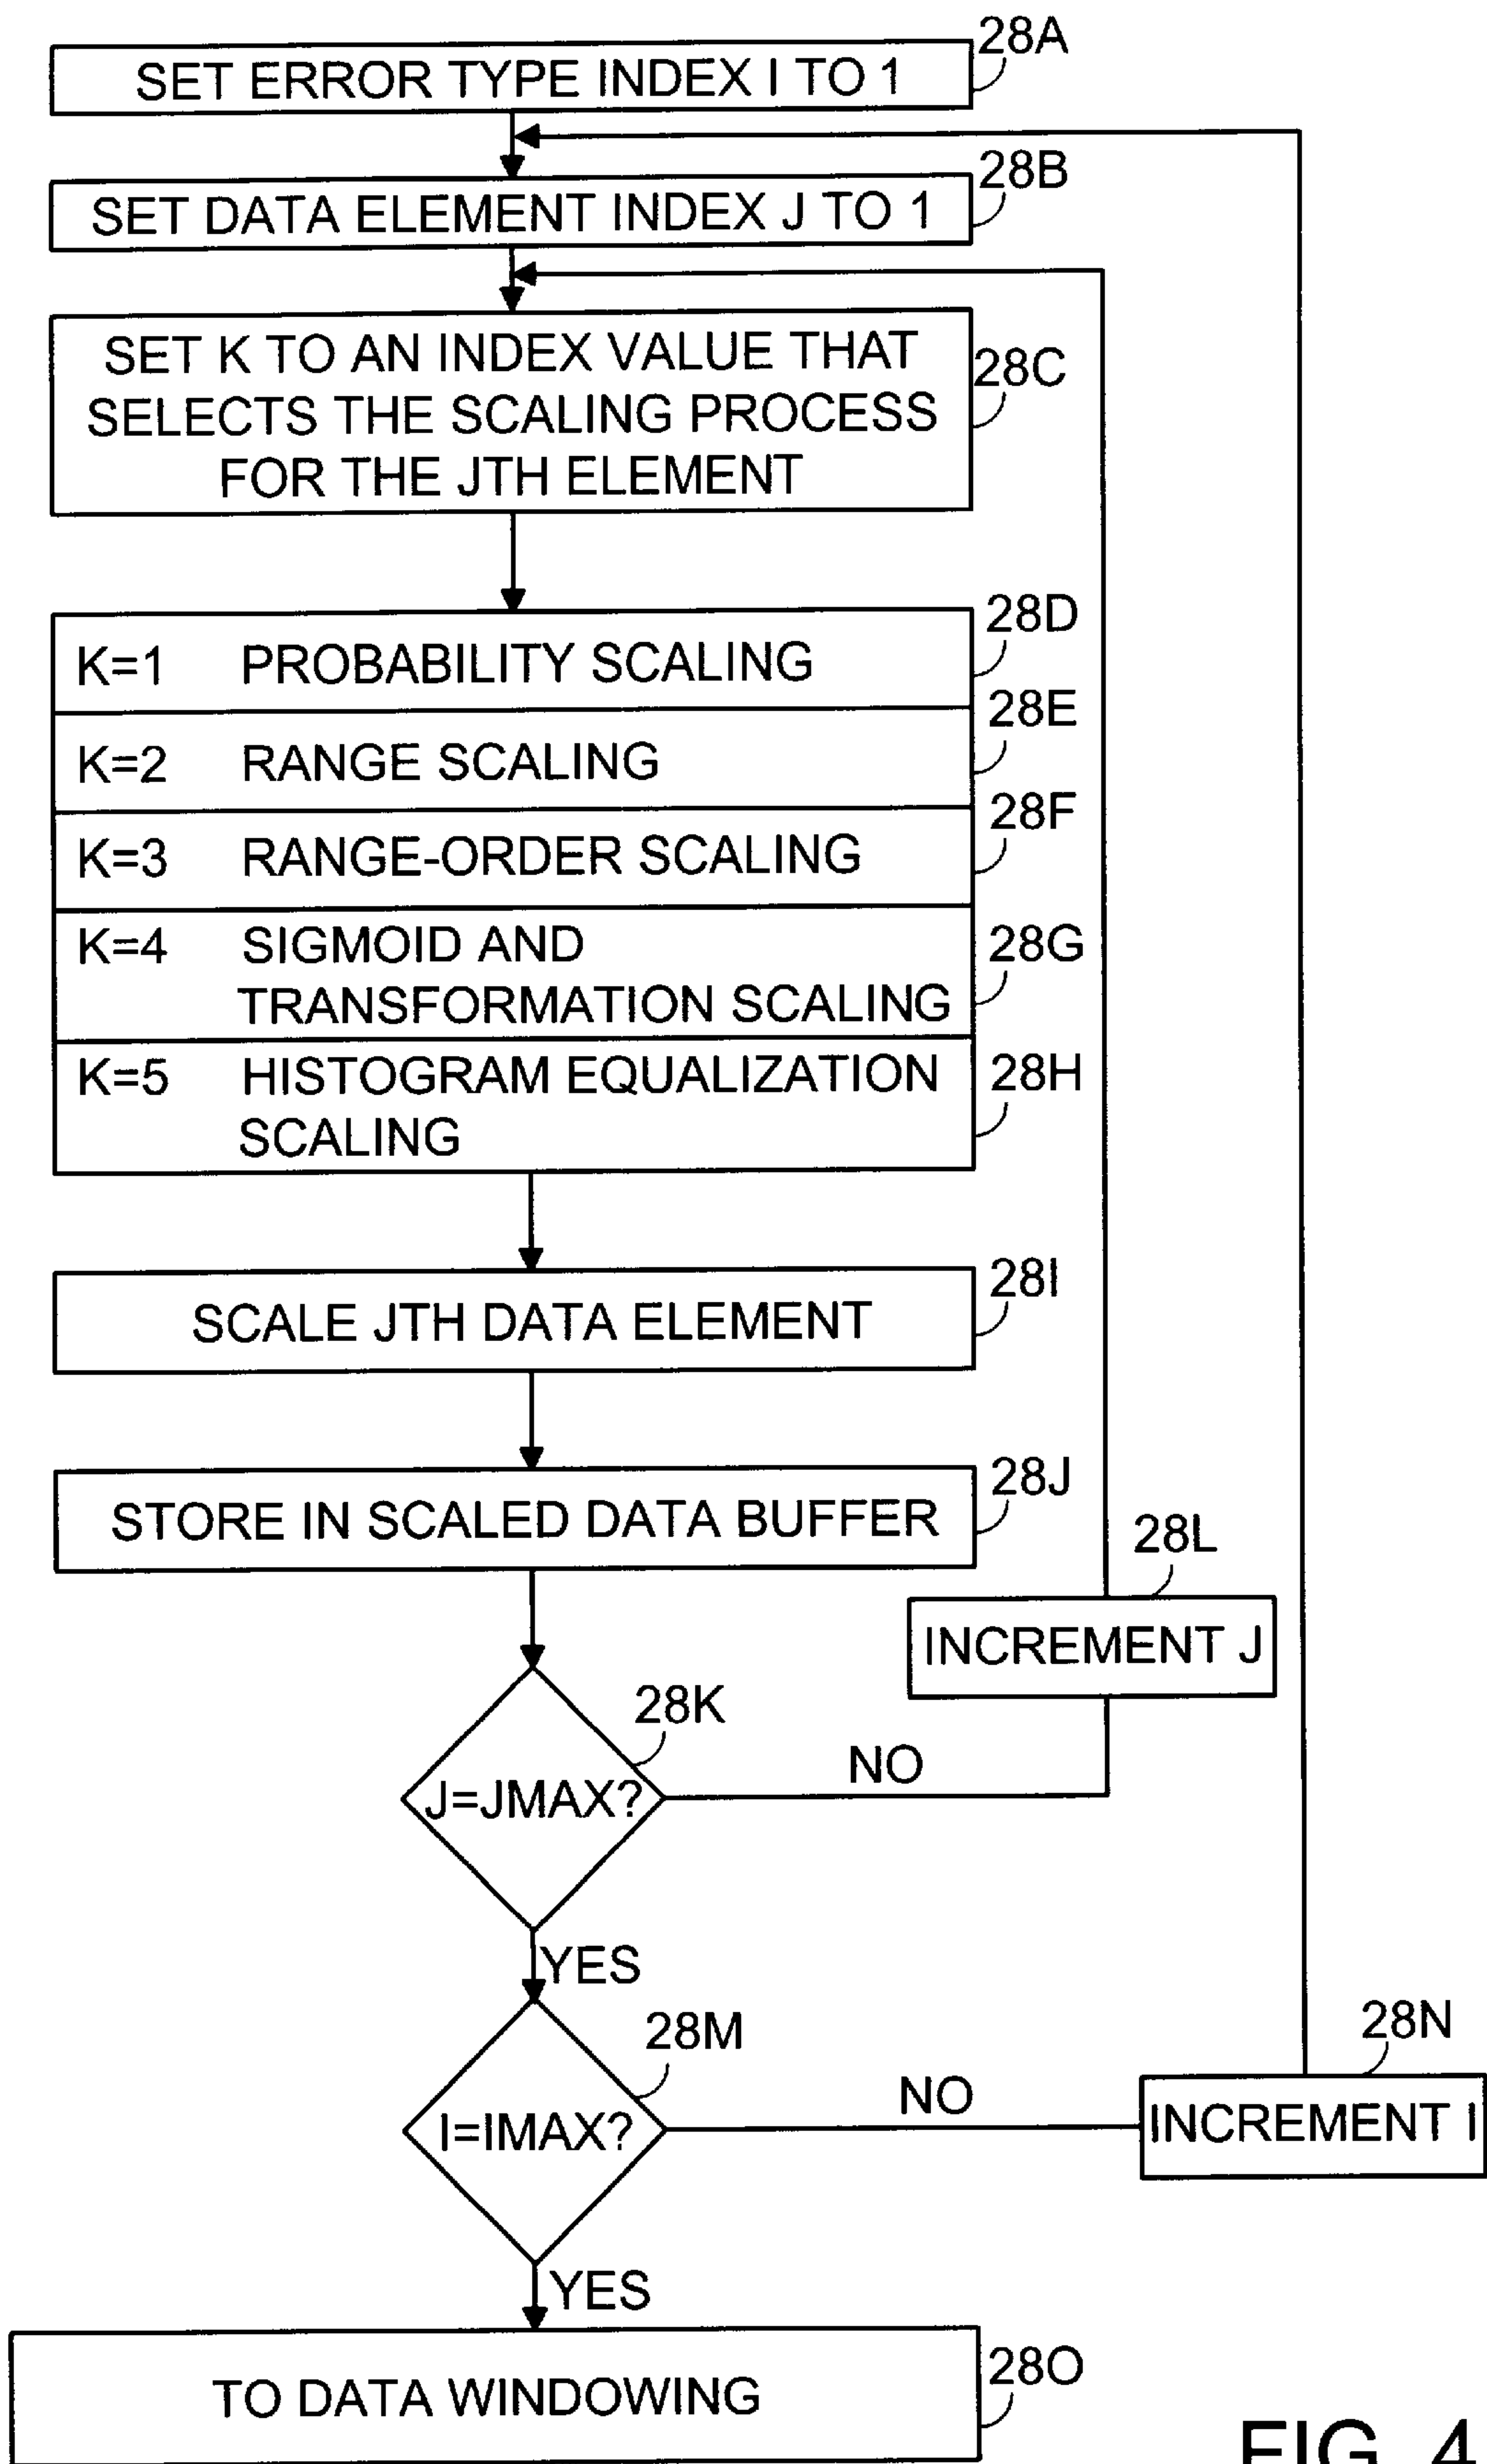 28A
SET ERROR TYPE INDEX I TO 1
28B
SET DATA ELEMENT INDEX J TO 1
SET K TO AN INDEX VALUE THAT
SELECTS THE SCALING PROCESS
FOR THE JTH ELEMENT
28C
28D
K=1 PROBABILITY SCALING
28E
K=2 RANGE SCALING
28F
K=3 RANGE-ORDER SCALING
K=4 SIGMOID AND
TRANSFORMATION SCALING
28G
K=5 HISTOGRAM EQUALIZATION
SCALING
28H
28I
SCALE JTH DATA ELEMENT
28J
STORE IN SCALED DATA BUFFER
28L
INCREMENT J
28K
NO
J=JMAX?
YES
28M
28N
NO
I=IMAX?
INCREMENT I
YES
28O
TO DATA WINDOWING
FIG. 4